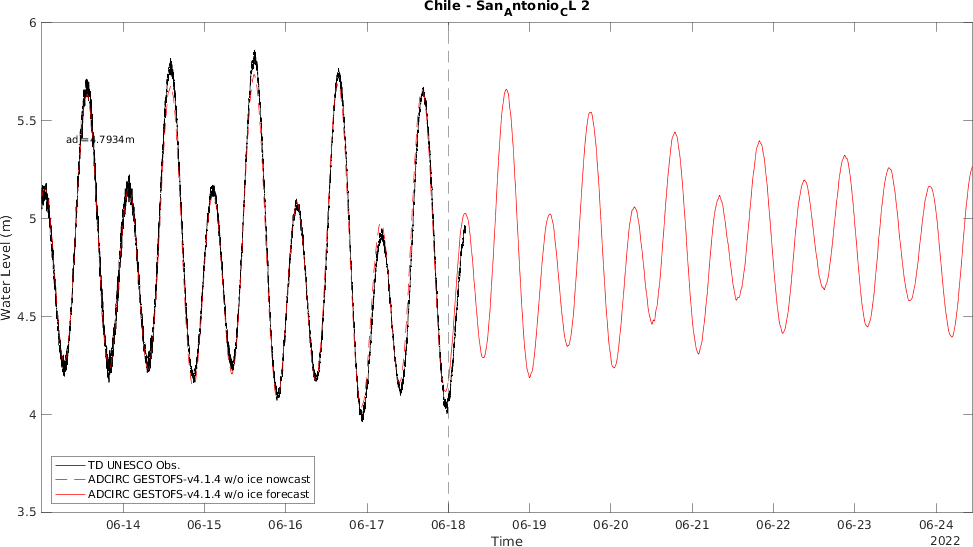 Chile - San_Antonio_CL 2
6
5.5
5
4.5
4
3.5
Water Level (m)
adj=4.7934m
TD UNESCO Obs.
ADCIRC GESTOFS-v4.1.4 w/o ice nowcast
ADCIRC GESTOFS-v4.1.4 w/o ice forecast
06-14 06-15 06-16 06-17 06-18 06-19 06-20 06-21 06-22 06-23 06-24
Time
2022